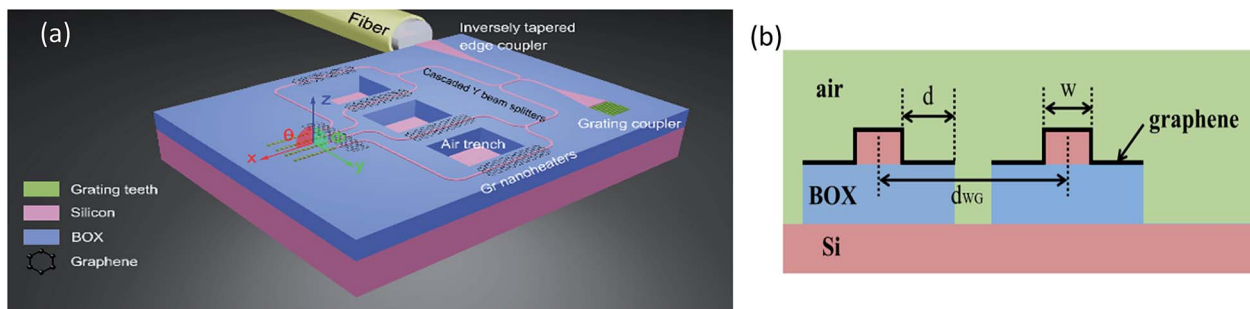 (a)
Fiber
Inversely tapered
edge coupler
Cascaded Y beam splitters
Grating coupler
z
θ
φ
x
y
Air trench
Gr nanoheaters
Grating teeth
Silicon
BOX
Graphene
(b)
air
d
w
graphene
BOX
dWG
Si